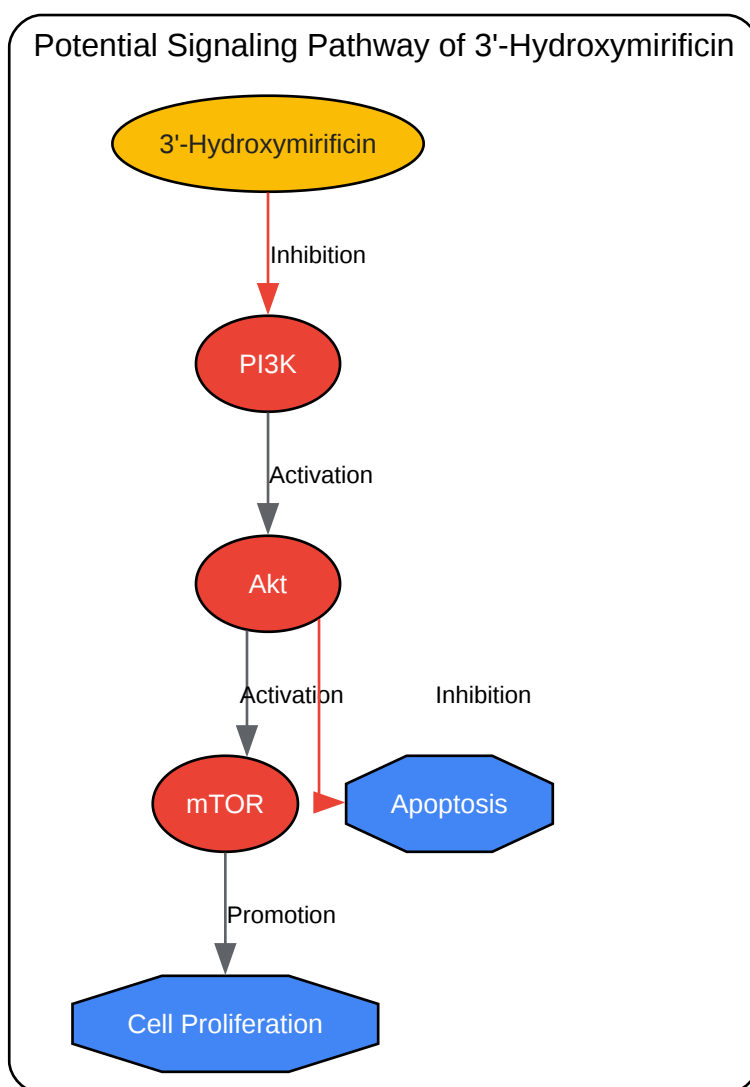 Potential Signaling Pathway of 3'-Hydroxymirificin
3'-Hydroxymirificin
Inhibition
PI3K
Activation
Akt
Activation
Inhibition
mTOR
Apoptosis
Promotion
Cell Proliferation